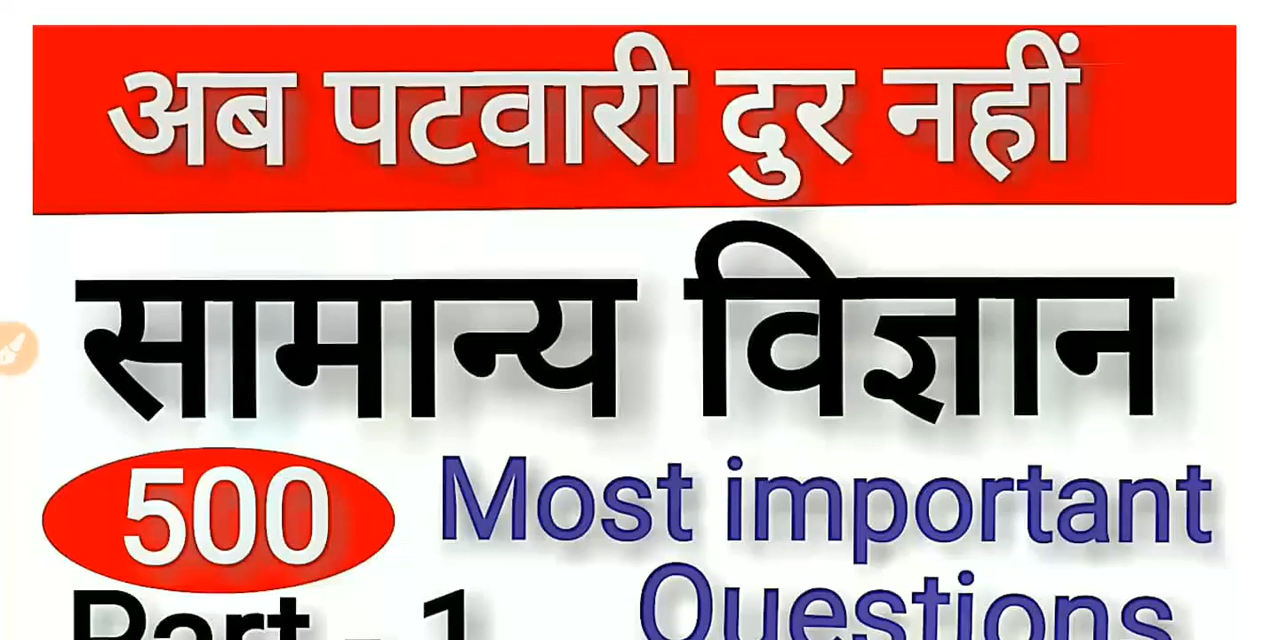 अब पटवारी दुर नहीं
सामान्य विज्ञान
500 Most important
Part - 1 Questions